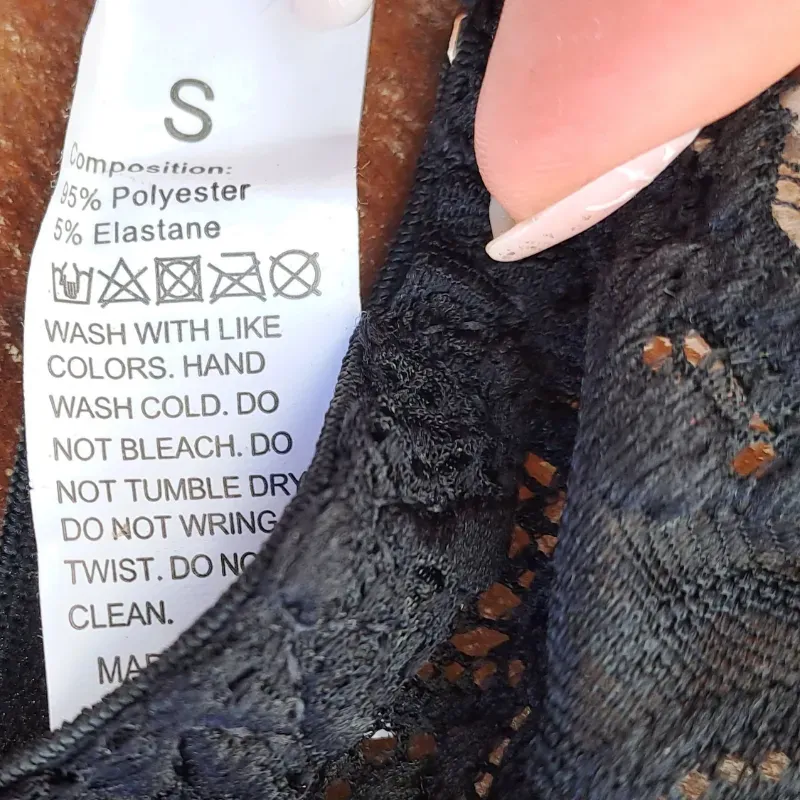 S
Composition:
95% Polyester
5% Elastane
WASH WITH LIKE
COLORS. HAND
WASH COLD. DO
NOT BLEACH. DO
NOT TUMBLE DRY
DO NOT WRING
TWIST. DO
CLEAN.